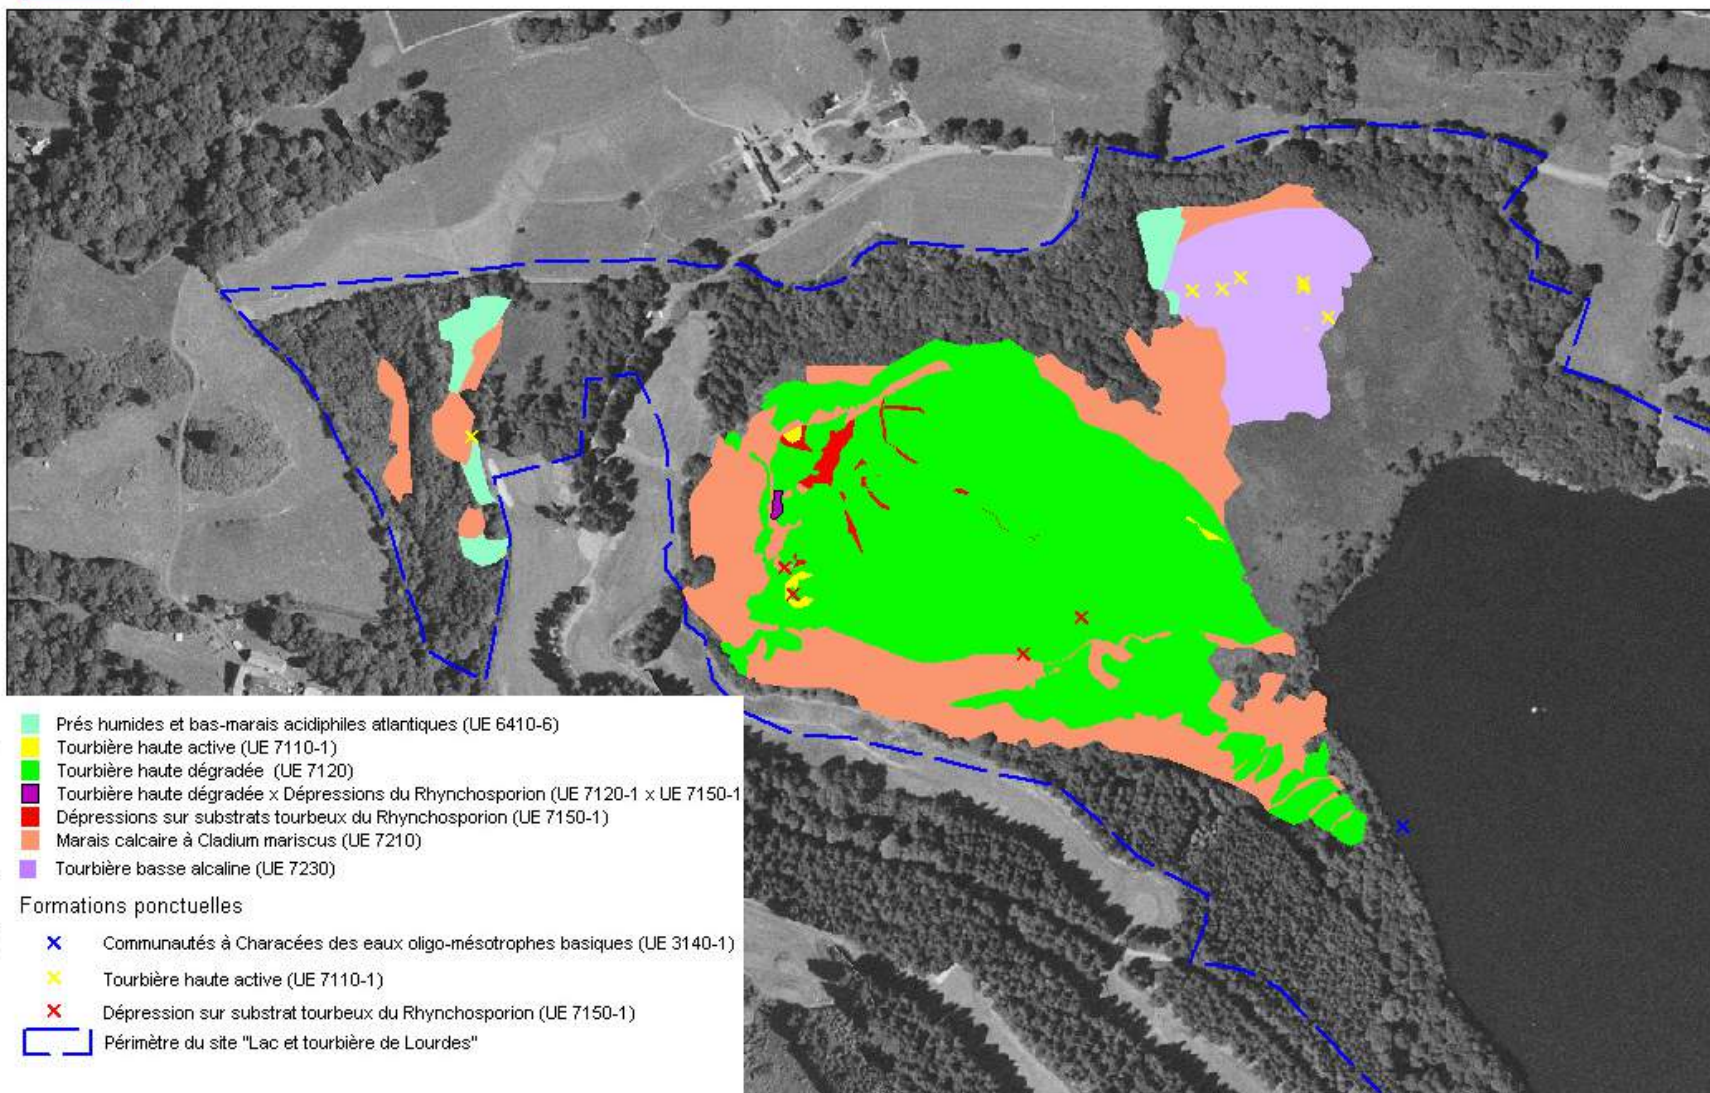 Prés humides et bas-marais acidiphiles atlantiques (UE 6410-6)
Tourbière haute active (UE 7110-1)
Tourbière haute dégradée (UE 7120)
Tourbière haute dégradée x Dépressions du Rhynchosporion (UE 7120-1 x UE 7150-1
Dépressions sur substrats tourbeux du Rhynchosporion (UE 7150-1)
Marais calcaire à Cladium mariscus (UE 7210)
Tourbière basse alcaline (UE 7230)
Formations ponctuelles
Communautés à Characées des eaux oligo-mésotrophes basiques (UE 3140-1)
Tourbière haute active (UE 7110-1)
Dépression sur substrat tourbeux du Rhynchosporion (UE 7150-1)
Périmètre du site "Lac et tourbière de Lourdes"